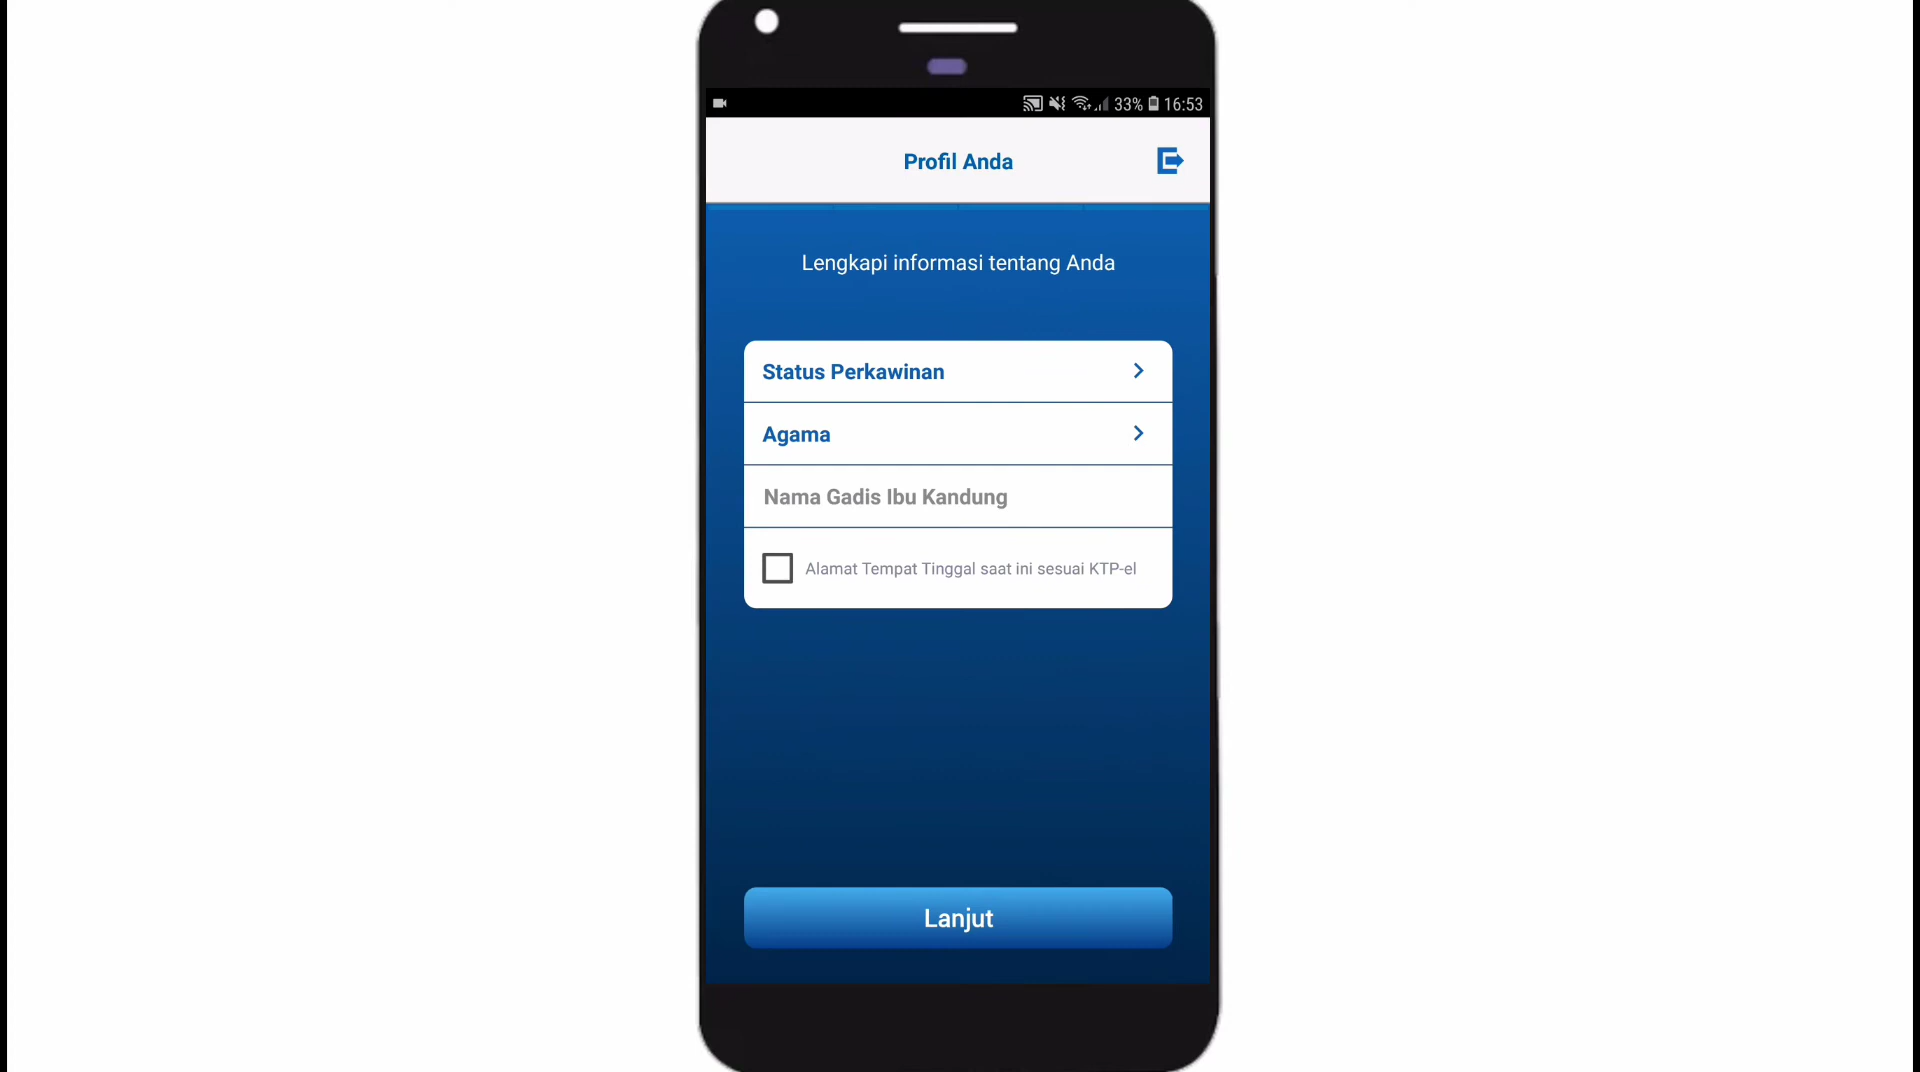 33% 16:53
Profil Anda
Lengkapi informasi tentang Anda
Status Perkawinan
Agama
Nama Gadis Ibu Kandung
Alamat Tempat Tinggal saat ini sesuai KTP-el
Lanjut